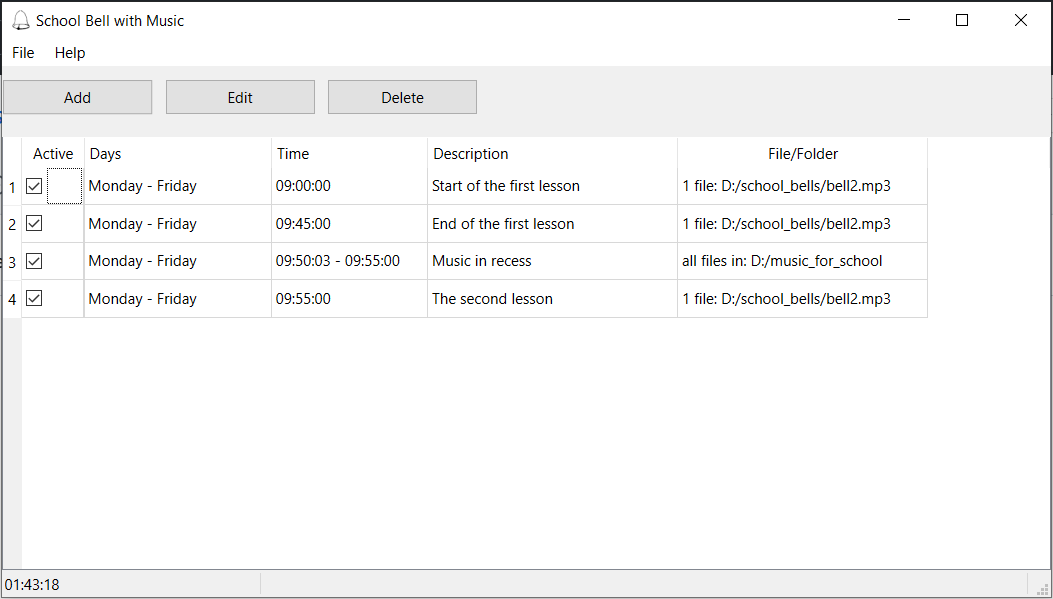 School Bell with Music
File Help
Add Edit Delete
Active Days Time Description File/Folder
1 Monday - Friday 09:00:00 Start of the first lesson 1 file: D:/school_bells/bell2.mp3
2 Monday - Friday 09:45:00 End of the first lesson 1 file: D:/school_bells/bell2.mp3
3 Monday - Friday 09:50:03 - 09:55:00 Music in recess all files in: D:/music_for_school
4 Monday - Friday 09:55:00 The second lesson 1 file: D:/school_bells/bell2.mp3
01:43:18